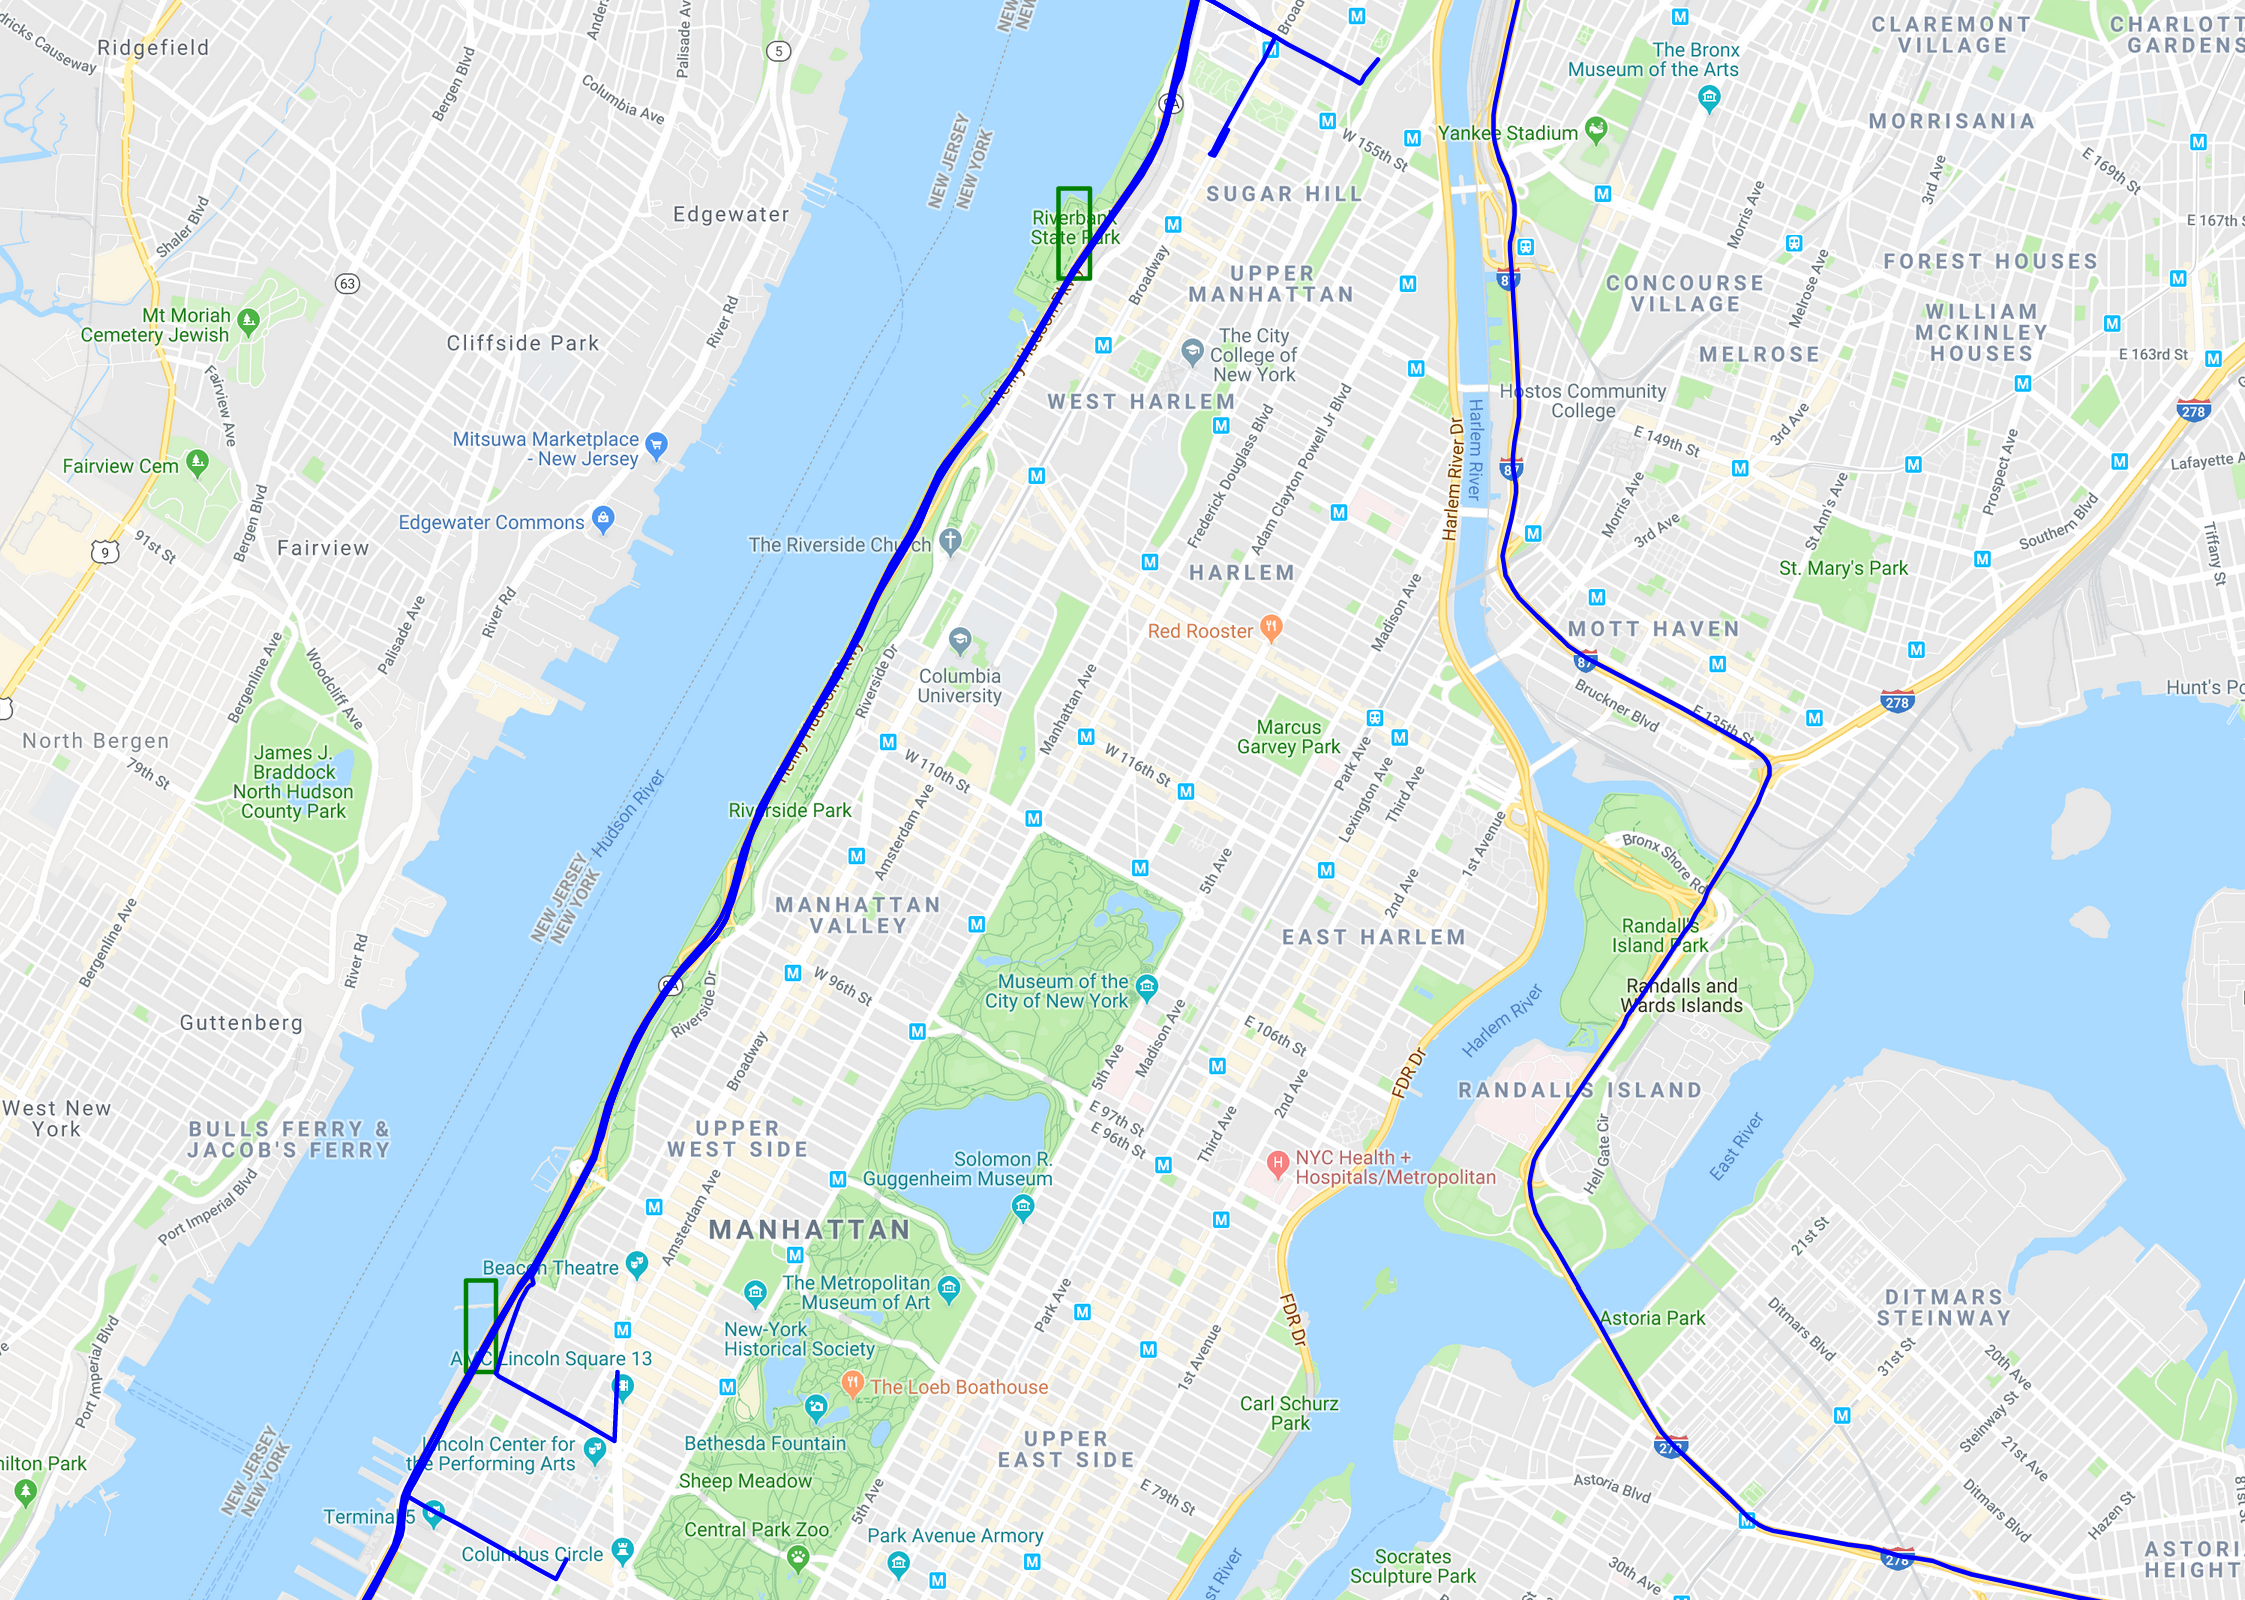 Ridgefield
Bergen Blvd
Palisade Av
Columbia Ave
5
NEW JERSEY
NEW YORK
9A
The Bronx
Museum of the Arts
CLAREMONT
VILLAGE
CHARLOTT
GARDENS
Yankee Stadium
MORRISANIA
W 155th St
E 169th St
3rd Ave
Edgewater
Shaler Blvd
Riverbank
State Park
SUGAR HILL
Morris Ave
E 167th S
63
Mt Moriah
Cemetery Jewish
Cliffside Park
River Rd
Henry Hudson Pkwy
Broadway
UPPER
MANHATTAN
The City
College of
New York
87
CONCOURSE
VILLAGE
Melrose Ave
FOREST HOUSES
WILLIAM
MCKINLEY
HOUSES
MELROSE
E 163rd St
278
Fairview Ave
WEST HARLEM
Hostos Community
College
E 149th St
3rd Ave
Mitsuwa Marketplace
- New Jersey
Fairview Cem
Frederick Douglass Blvd
Adam Clayton Powell Jr Blvd
Harlem River Dr
Harlem River
87
Prospect Ave
Lafayette A
Edgewater Commons
Bergen Blvd
91st St
9
Fairview
The Riverside Church
HARLEM
Morris Ave
3rd Ave
St Ann's Ave
St. Mary's Park
Southern Blvd
Tiffany St
River Rd
Palisade Ave
Bergenline Ave
Woodcliff Ave
Red Rooster
Madison Ave
MOTT HAVEN
87
Columbia
University
Riverside Dr
Manhattan Ave
Henry Hudson Pkwy
Bruckner Blvd
E 135th St
278
Hunt's Po
North Bergen
79th St
James J.
Braddock
North Hudson
County Park
W 110th St
W 116th St
Marcus
Garvey Park
Park Ave
Lexington Ave
Third Ave
Hudson River
Riverside Park
Amsterdam Ave
5th Ave
1st Avenue
2nd Ave
Bronx Shore Rd
NEW JERSEY
NEW YORK
MANHATTAN
VALLEY
EAST HARLEM
Randall's
Island Park
Bergenline Ave
River Rd
9A
W 96th St
Riverside Dr
Museum of the
City of New York
Randalls and
Wards Islands
Guttenberg
Broadway
5th Ave
Madison Ave
E 106th St
Harlem River
FDR Dr
West New
York
BULLS FERRY &
JACOB'S FERRY
UPPER
WEST SIDE
E 97th St
E 96th St
2nd Ave
Third Ave
RANDALLS ISLAND
Hell Gate Cir
East River
Port Imperial Blvd
Solomon R.
Guggenheim Museum
NYC Health +
Hospitals/Metropolitan
Amsterdam Ave
MANHATTAN
21st St
Beacon Theatre
The Metropolitan
Museum of Art
Park Ave
FDR Dr
Astoria Park
DITMARS
STEINWAY
Ditmars Blvd
31st St
20th Ave
Port Imperial Blvd
New-York
Historical Society
AMC Lincoln Square 13
The Loeb Boathouse
1st Avenue
Carl Schurz
Park
Steinway St
21st Ave
NEW JERSEY
NEW YORK
Lincoln Center for
the Performing Arts
Bethesda Fountain
Sheep Meadow
UPPER
EAST SIDE
E 79th St
278
Astoria Blvd
Ditmars Blvd
Hazen St
81st St
milton Park
Terminal 5
Columbus Circle
Central Park Zoo
5th Ave
Park Avenue Armory
Socrates
Sculpture Park
30th Ave
278
ASTORI
HEIGHT
st River